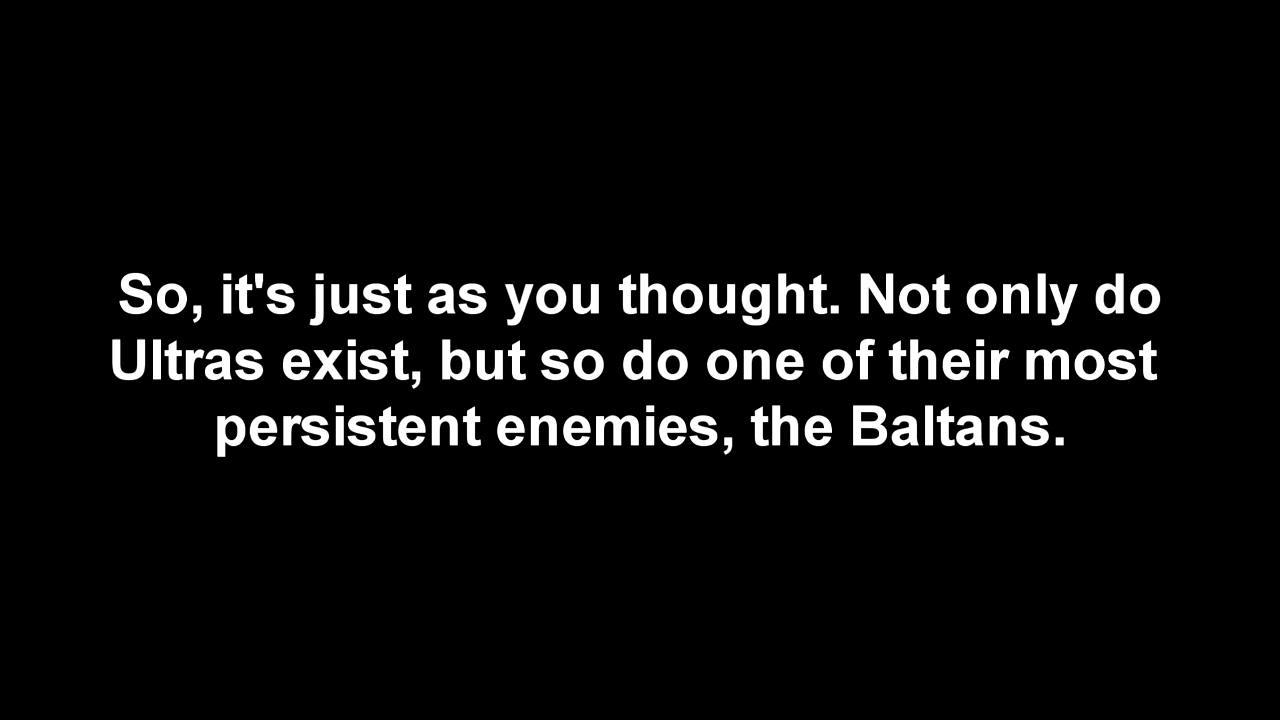 So, it's just as you thought. Not only do
Ultras exist, but so do one of their most
persistent enemies, the Baltans.